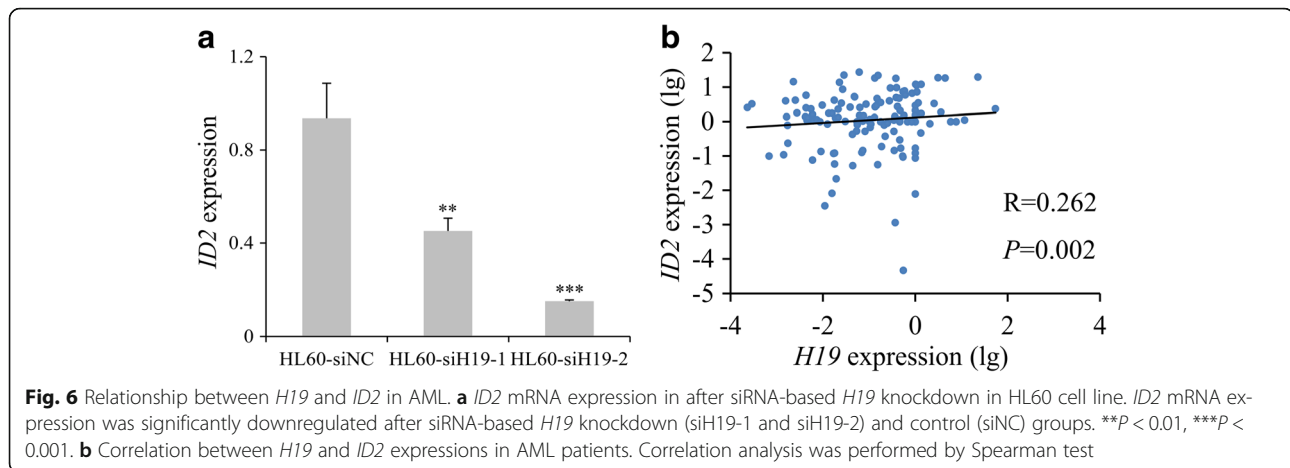 a
ID2 expression
1.2
0.8
0.4
0
**
***
HL60-siNC HL60-siH19-1 HL60-siH19-2
b
ID2 expression (lg)
2
1
0
-1
-2
-3
-4
-5
R=0.262
P=0.002
-4 -2 0 2 4
H19 expression (lg)
Fig. 6 Relationship between H19 and ID2 in AML. a ID2 mRNA expression in after siRNA-based H19 knockdown in HL60 cell line. ID2 mRNA ex-
pression was significantly downregulated after siRNA-based H19 knockdown (siH19-1 and siH19-2) and control (siNC) groups. **P < 0.01, ***P <
0.001. b Correlation between H19 and ID2 expressions in AML patients. Correlation analysis was performed by Spearman test